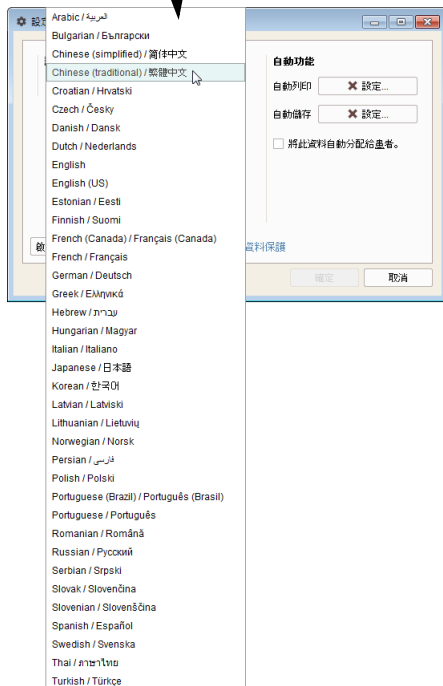 設定
Arabic / العربية
Bulgarian / Български
Chinese (simplified) / 简体中文
Chinese (traditional) / 繁體中文
Croatian / Hrvatski
Czech / Česky
Danish / Dansk
Dutch / Nederlands
English
English (US)
Estonian / Eesti
Finnish / Suomi
French (Canada) / Français (Canada)
French / Français
German / Deutsch
Greek / Ελληνικά
Hebrew / עברית
Hungarian / Magyar
Italian / Italiano
Japanese / 日本語
Korean / 한국어
Latvian / Latviski
Lithuanian / Lietuvių
Norwegian / Norsk
Persian / فارسی
Polish / Polski
Portuguese (Brazil) / Português (Brasil)
Portuguese / Português
Romanian / Română
Russian / Русский
Serbian / Srpski
Slovak / Slovenčina
Slovenian / Slovenščina
Spanish / Español
Swedish / Svenska
Thai / ภาษาไทย
Turkish / Türkçe
自動功能
自動列印
設定...
自動儲存
設定...
將此資料自動分配給患者。
資料保護
確定
取消